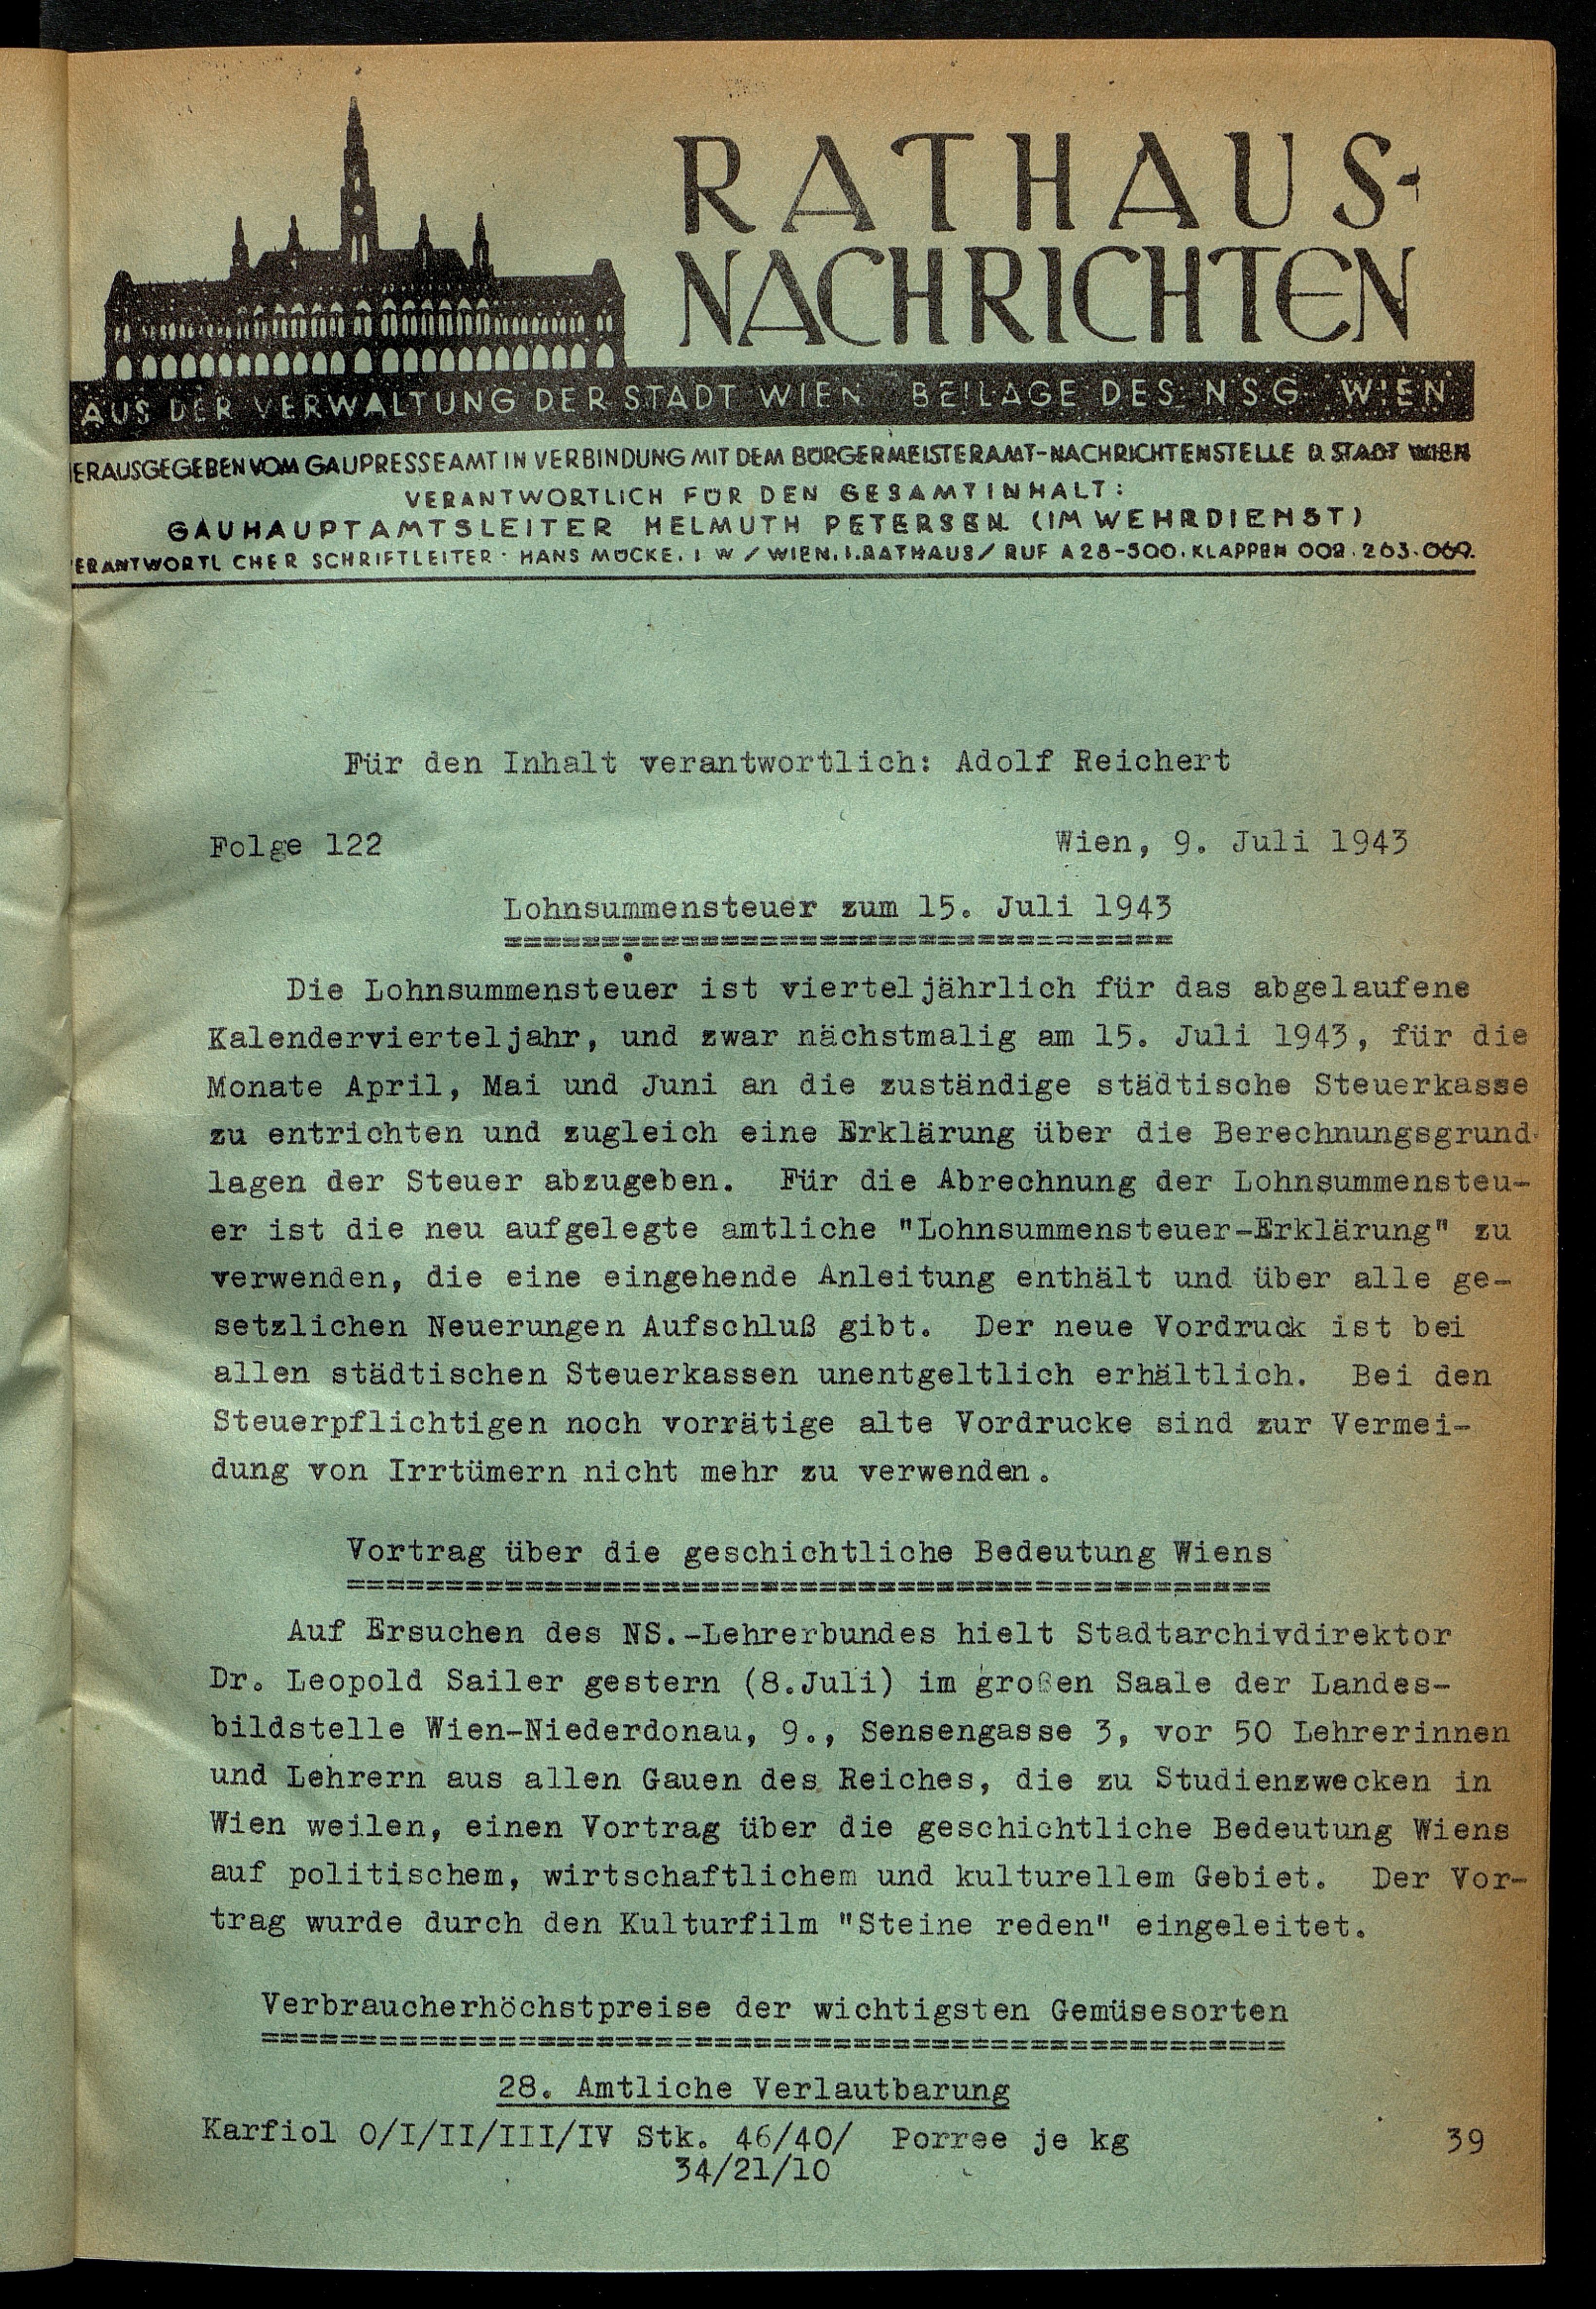 RATHAUS-
NACHRICHTEN
AUS DER VERWALTUNG DER STADT WIEN BEILAGE DES NSG WIEN
ERAUSGEGEBEN VOM GAUPRESSEAMT IN VERBINDUNG MIT DEM BÜRGERMEISTERAMT-NACHRICHTENSTELLE D. STADT WIEN
VERANTWORTLICH FÜR DEN GESAMTINHALT:
GAUHAUPTAMTSLEITER HELMUTH PETERSEN (IM WEHRDIENST)
ERANTWORTL CHER SCHRIFTLEITER · HANS MÜCKE. I W / WIEN. I. RATHAUS / RUF A 28-500. KLAPPEN 002. 263. 069.
Für den Inhalt verantwortlich: Adolf Reichert
Folge 122 Wien, 9. Juli 1943
Lohnsummensteuer zum 15. Juli 1943
==================================
Die Lohnsummensteuer ist vierteljährlich für das abgelaufene
Kalendervierteljahr, und zwar nächstmalig am 15. Juli 1943, für die
Monate April, Mai und Juni an die zuständige städtische Steuerkasse
zu entrichten und zugleich eine Erklärung über die Berechnungsgrund-
lagen der Steuer abzugeben. Für die Abrechnung der Lohnsummensteu-
er ist die neu aufgelegte amtliche "Lohnsummensteuer-Erklärung" zu
verwenden, die eine eingehende Anleitung enthält und über alle ge-
setzlichen Neuerungen Aufschluß gibt. Der neue Vordruck ist bei
allen städtischen Steuerkassen unentgeltlich erhältlich. Bei den
Steuerpflichtigen noch vorrätige alte Vordrucke sind zur Vermei-
dung von Irrtümern nicht mehr zu verwenden.
Vortrag über die geschichtliche Bedeutung Wiens
===============================================
Auf Ersuchen des NS.-Lehrerbundes hielt Stadtarchivdirektor
Dr. Leopold Sailer gestern (8.Juli) im großen Saale der Landes-
bildstelle Wien-Niederdonau, 9., Sensengasse 3, vor 50 Lehrerinnen
und Lehrern aus allen Gauen des Reiches, die zu Studienzwecken in
Wien weilen, einen Vortrag über die geschichtliche Bedeutung Wiens
auf politischem, wirtschaftlichem und kulturellem Gebiet. Der Vor-
trag wurde durch den Kulturfilm "Steine reden" eingeleitet.
Verbraucherhöchstpreise der wichtigsten Gemüsesorten
====================================================
28. Amtliche Verlautbarung
Karfiol 0/I/II/III/IV Stk. 46/40/ Porree je kg 39
34/21/10